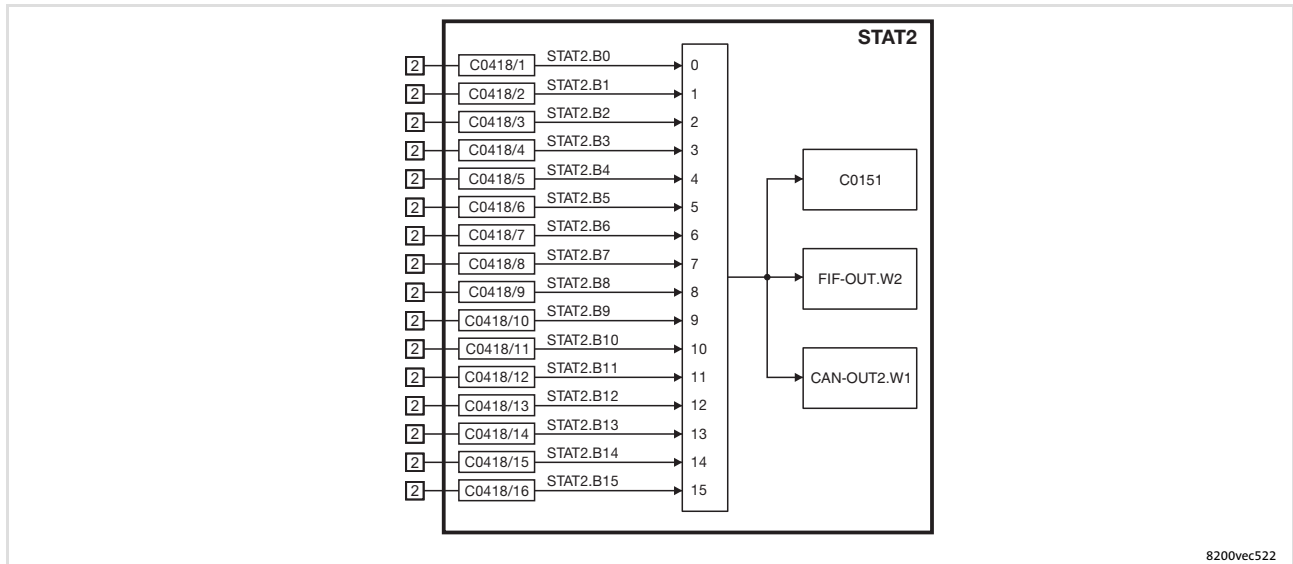 STAT2
2 C0418/1 STAT2.B0 0
2 C0418/2 STAT2.B1 1
2 C0418/3 STAT2.B2 2
2 C0418/4 STAT2.B3 3
2 C0418/5 STAT2.B4 4
2 C0418/6 STAT2.B5 5
2 C0418/7 STAT2.B6 6
2 C0418/8 STAT2.B7 7
2 C0418/9 STAT2.B8 8
2 C0418/10 STAT2.B9 9
2 C0418/11 STAT2.B10 10
2 C0418/12 STAT2.B11 11
2 C0418/13 STAT2.B12 12
2 C0418/14 STAT2.B13 13
2 C0418/15 STAT2.B14 14
2 C0418/16 STAT2.B15 15
C0151
FIF-OUT.W2
CAN-OUT2.W1
8200vec522